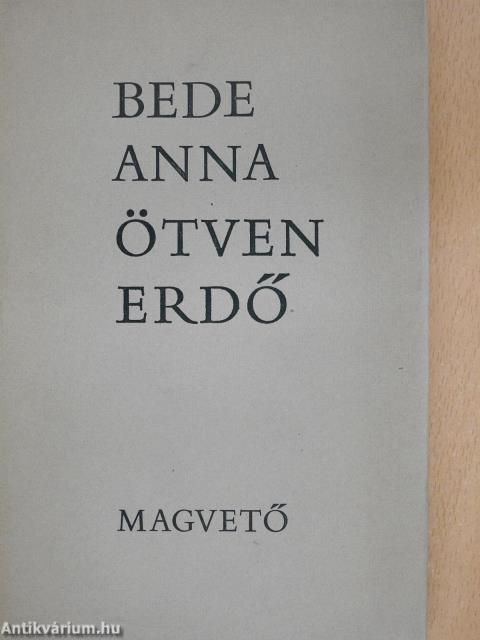 BEDE
ANNA
ÖTVEN
ERDŐ
MAGVETŐ
Antikvárium.hu